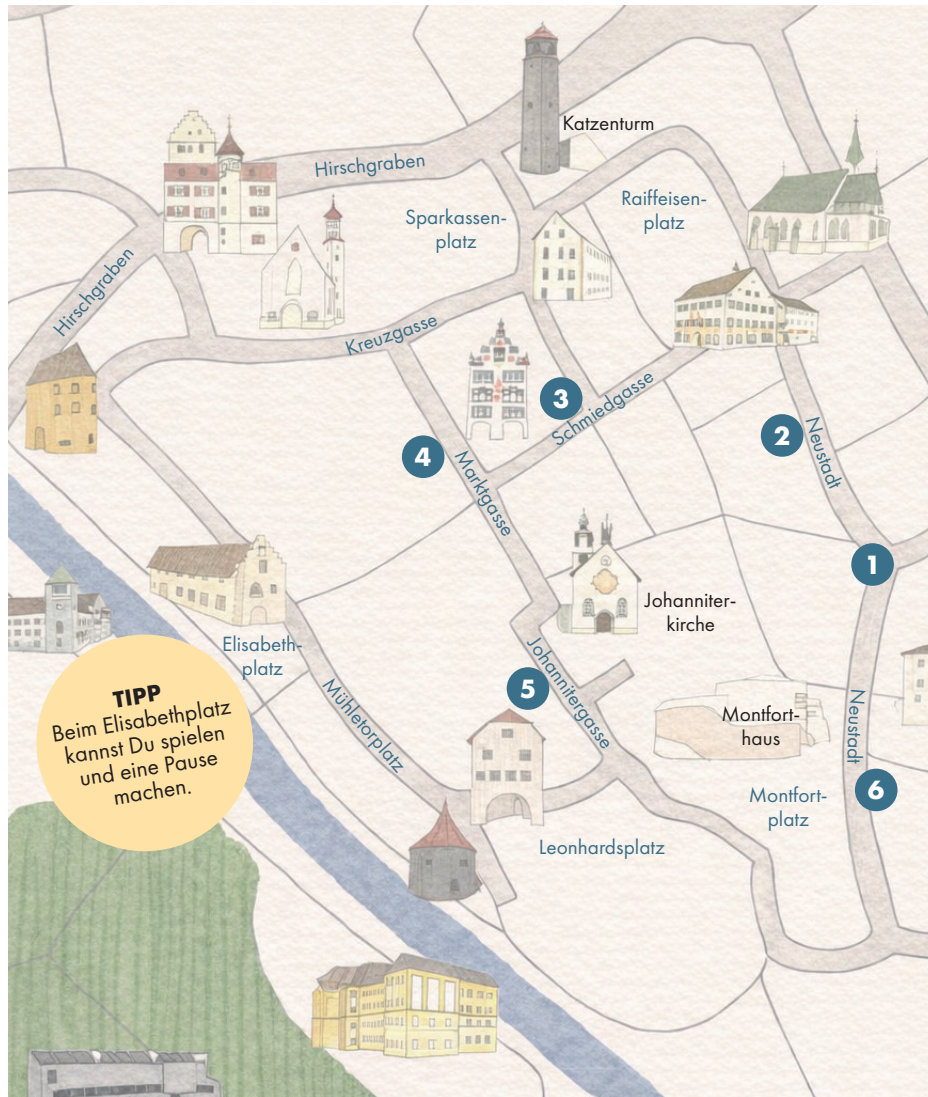 Katzenturm
Hirschgraben
Raiffeisen-
platz
Sparkassen-
platz
Hirschgraben
Kreuzgasse
3
Schmiedgasse
2
Neustadt
4
Marktgasse
1
Johanniter-
kirche
Elisabeth-
platz
Johannitergasse
5
TIPP
Beim Elisabethplatz
kannst Du spielen
und eine Pause
machen.
Mühletorplatz
Montfort-
haus
Neustadt
6
Montfort-
platz
Leonhardsplatz